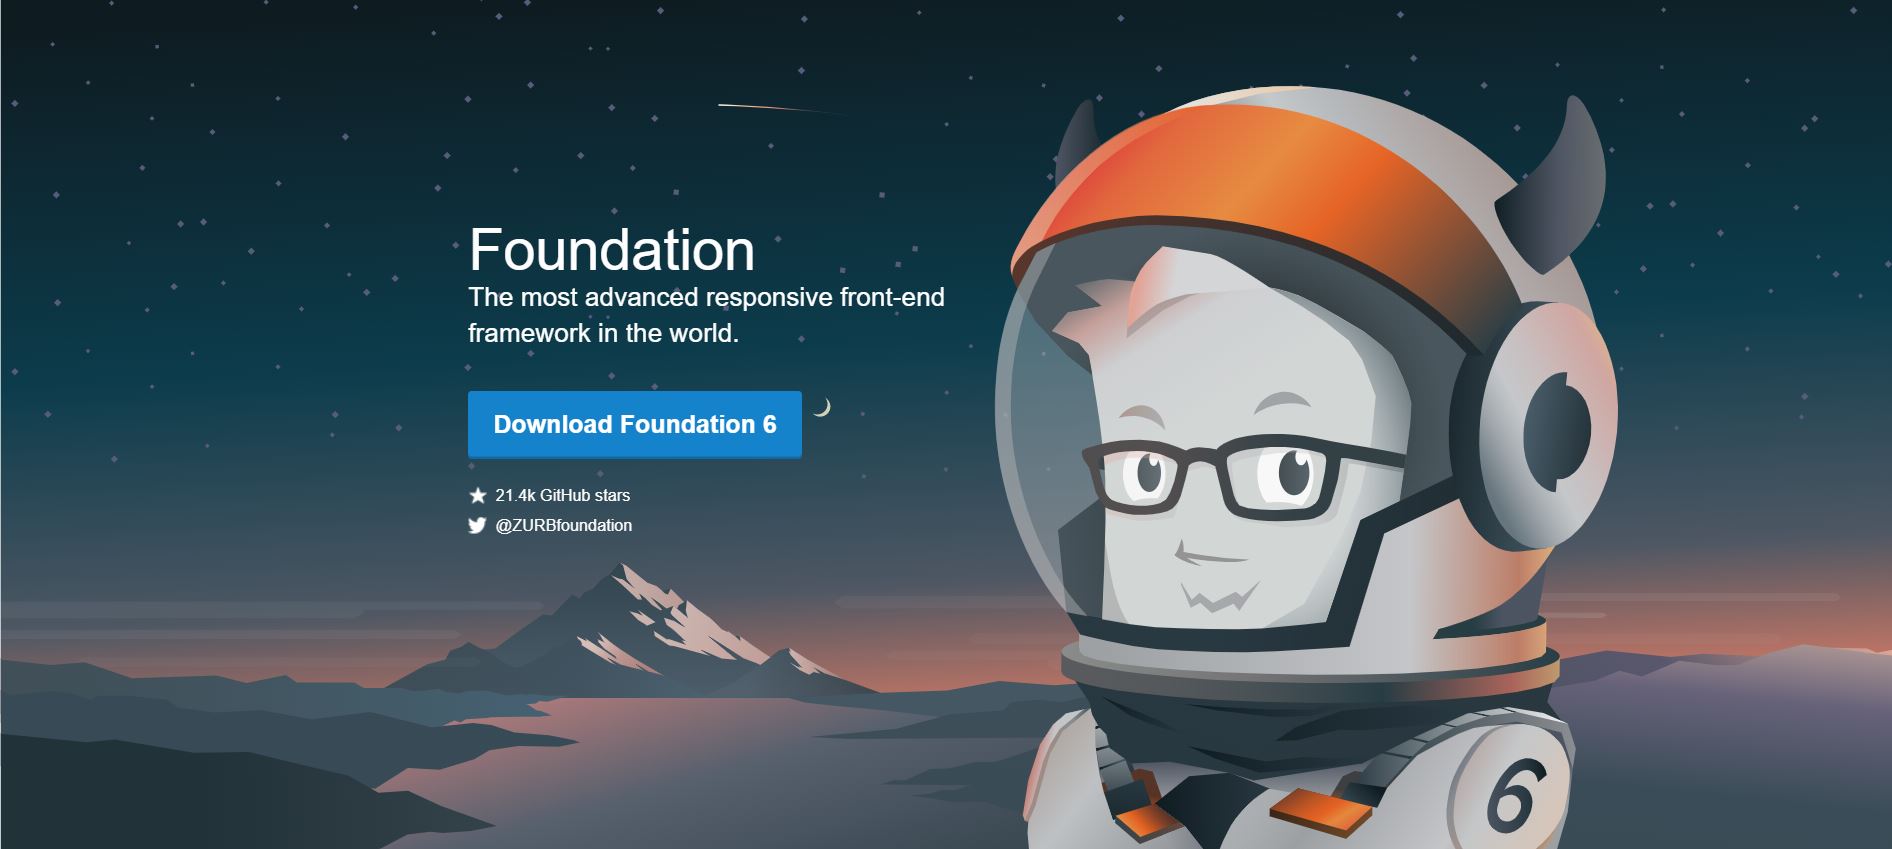 Foundation
The most advanced responsive front-end
framework in the world.
Download Foundation 6
21.4k GitHub stars
@ZURBfoundation
6